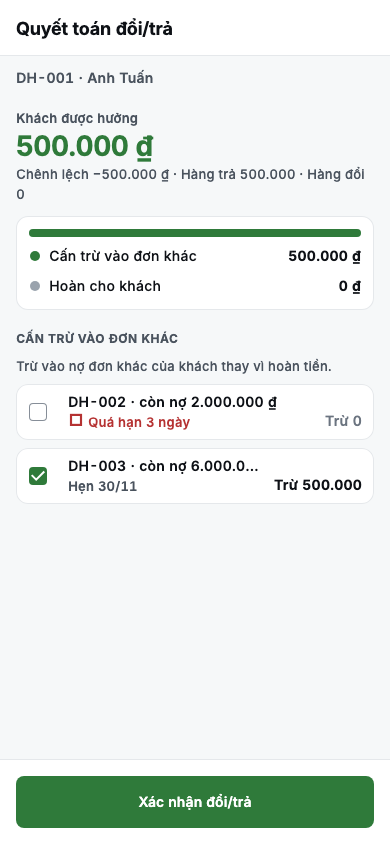 Quyết toán đổi/trả
DH-001 · Anh Tuấn
Khách được hưởng
500.000 ₫
Chênh lệch −500.000 ₫ · Hàng trả 500.000 · Hàng đổi
0
Cấn trừ vào đơn khác 500.000 ₫
Hoàn cho khách 0 ₫
CẤN TRỪ VÀO ĐƠN KHÁC
Trừ vào nợ đơn khác của khách thay vì hoàn tiền.
DH-002 · còn nợ 2.000.000 ₫
Quá hạn 3 ngày Trừ 0
DH-003 · còn nợ 6.000.0...
Hẹn 30/11 Trừ 500.000
Xác nhận đổi/trả